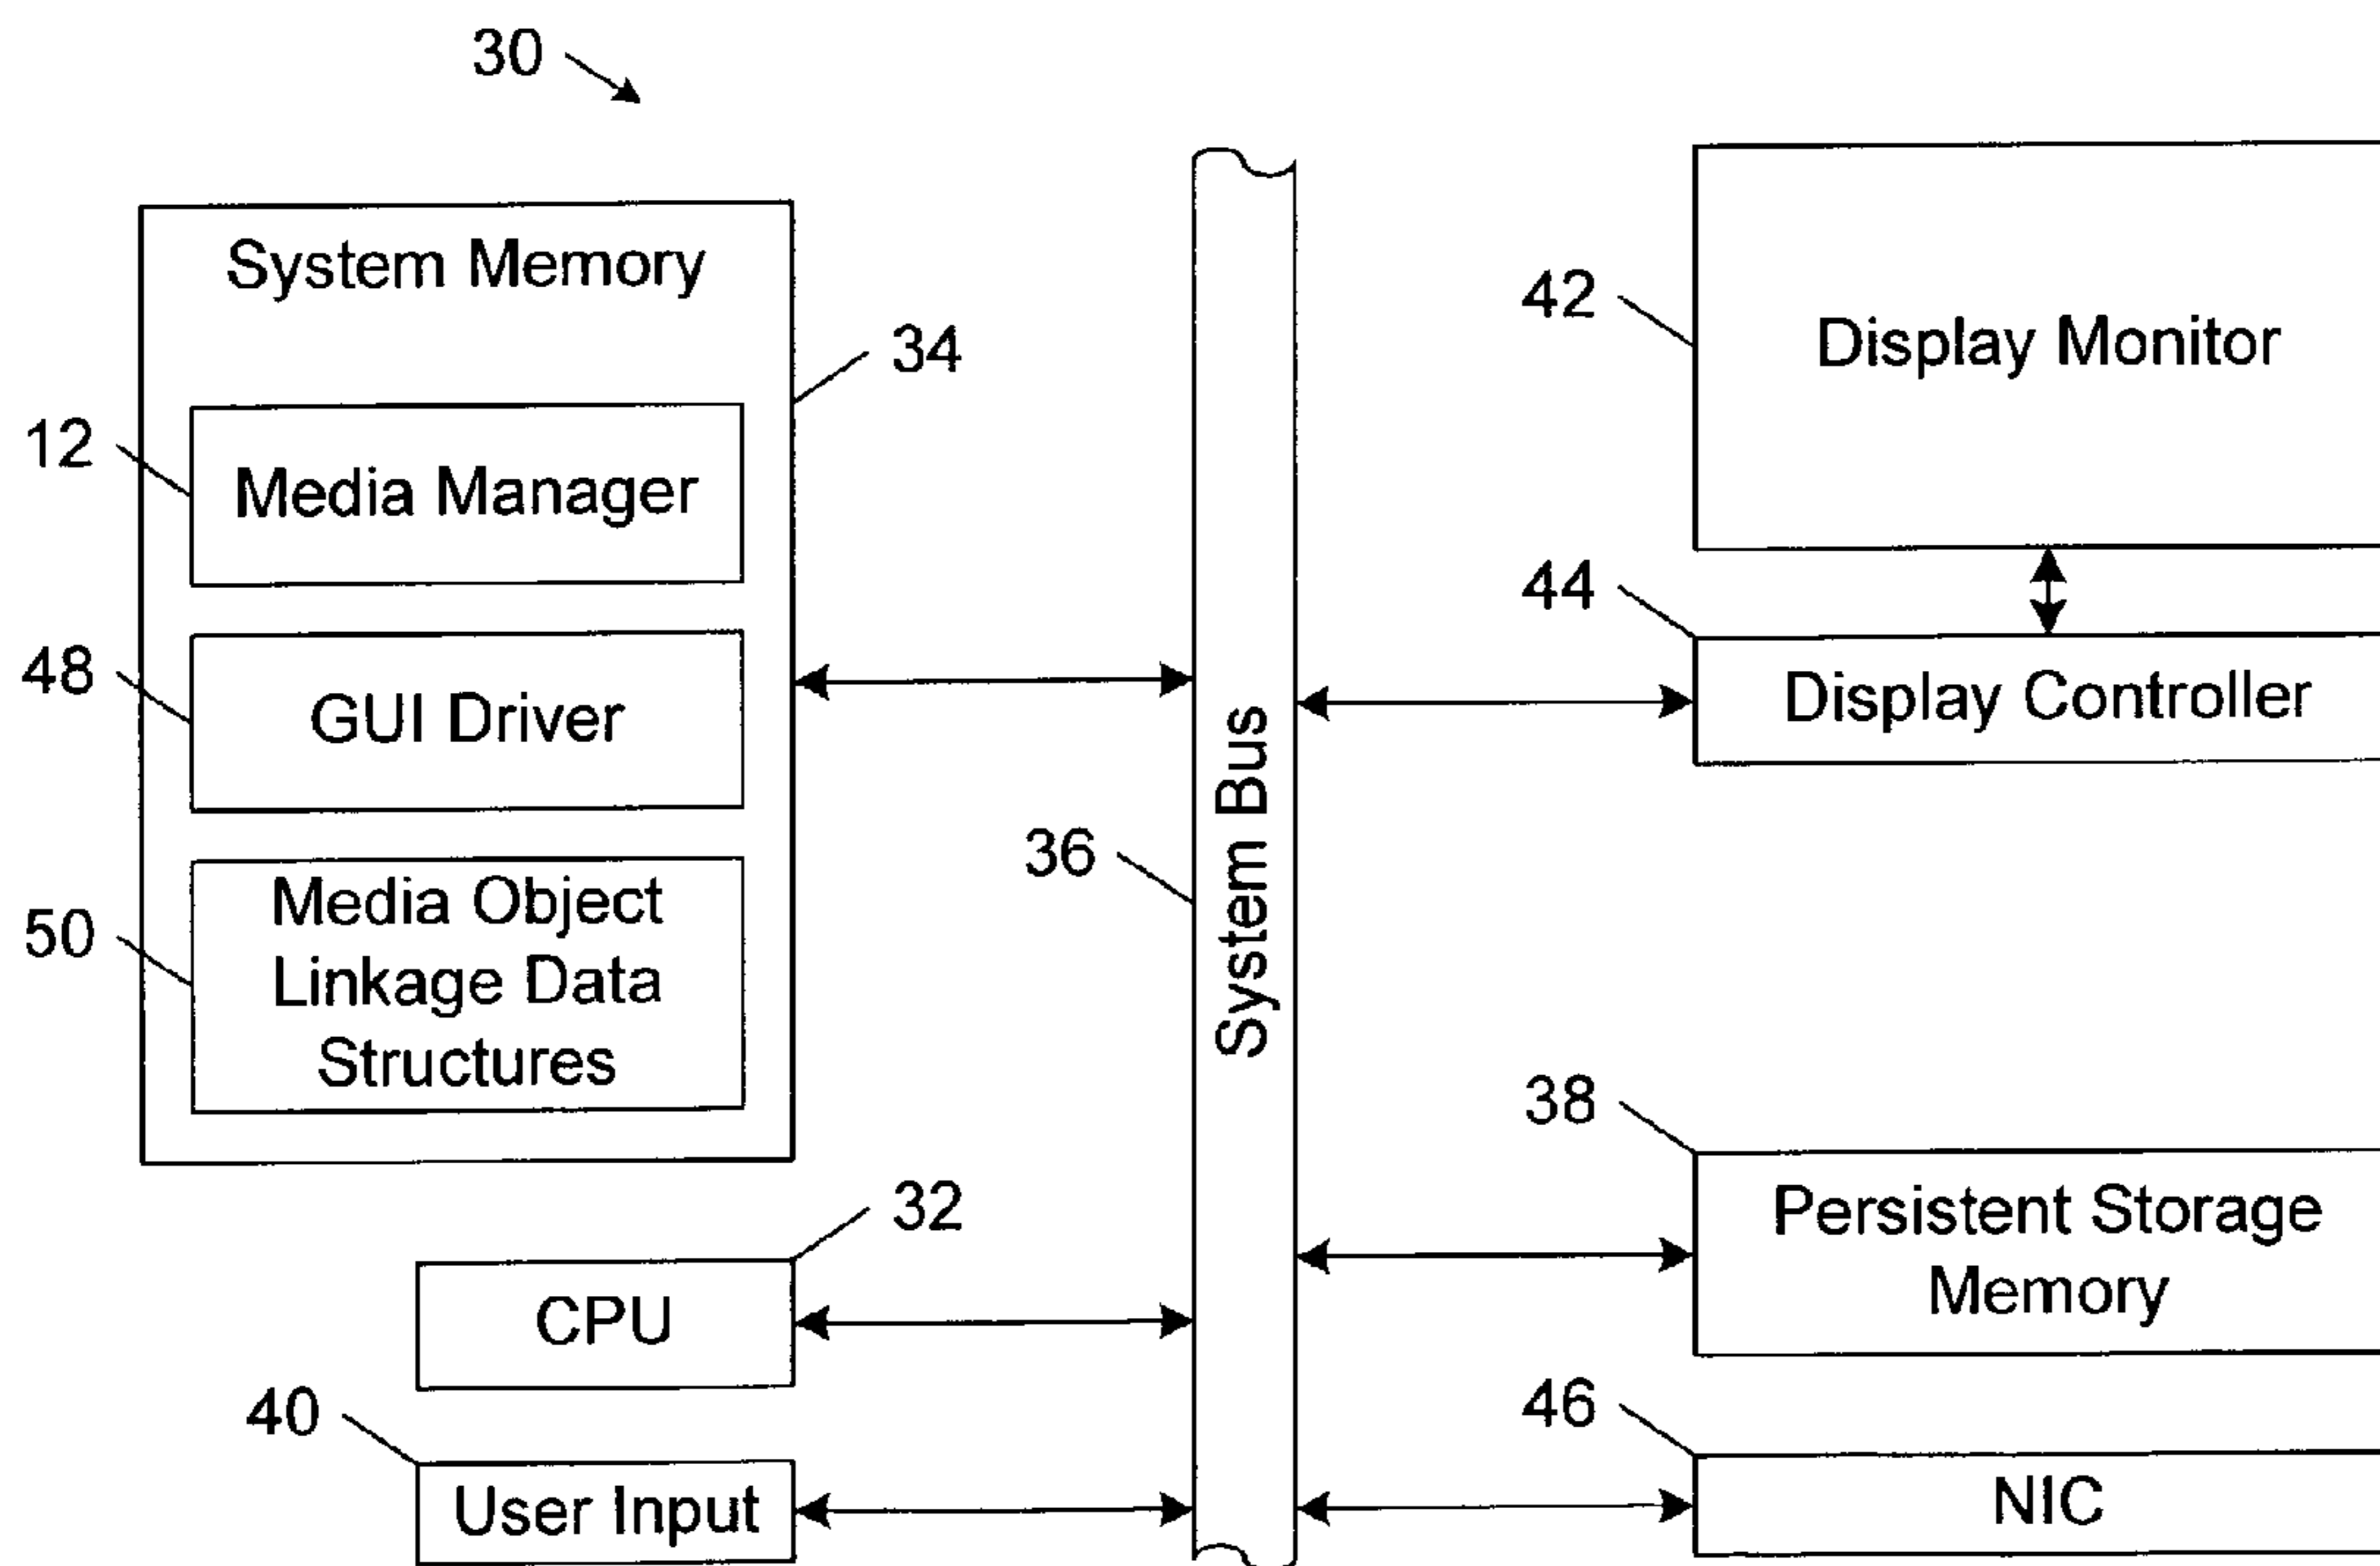 30
System Memory
34
12
Media Manager
48
GUI Driver
50
Media Object
Linkage Data
Structures
32
CPU
40
User Input
36
System Bus
42
Display Monitor
44
Display Controller
38
Persistent Storage
Memory
46
NIC